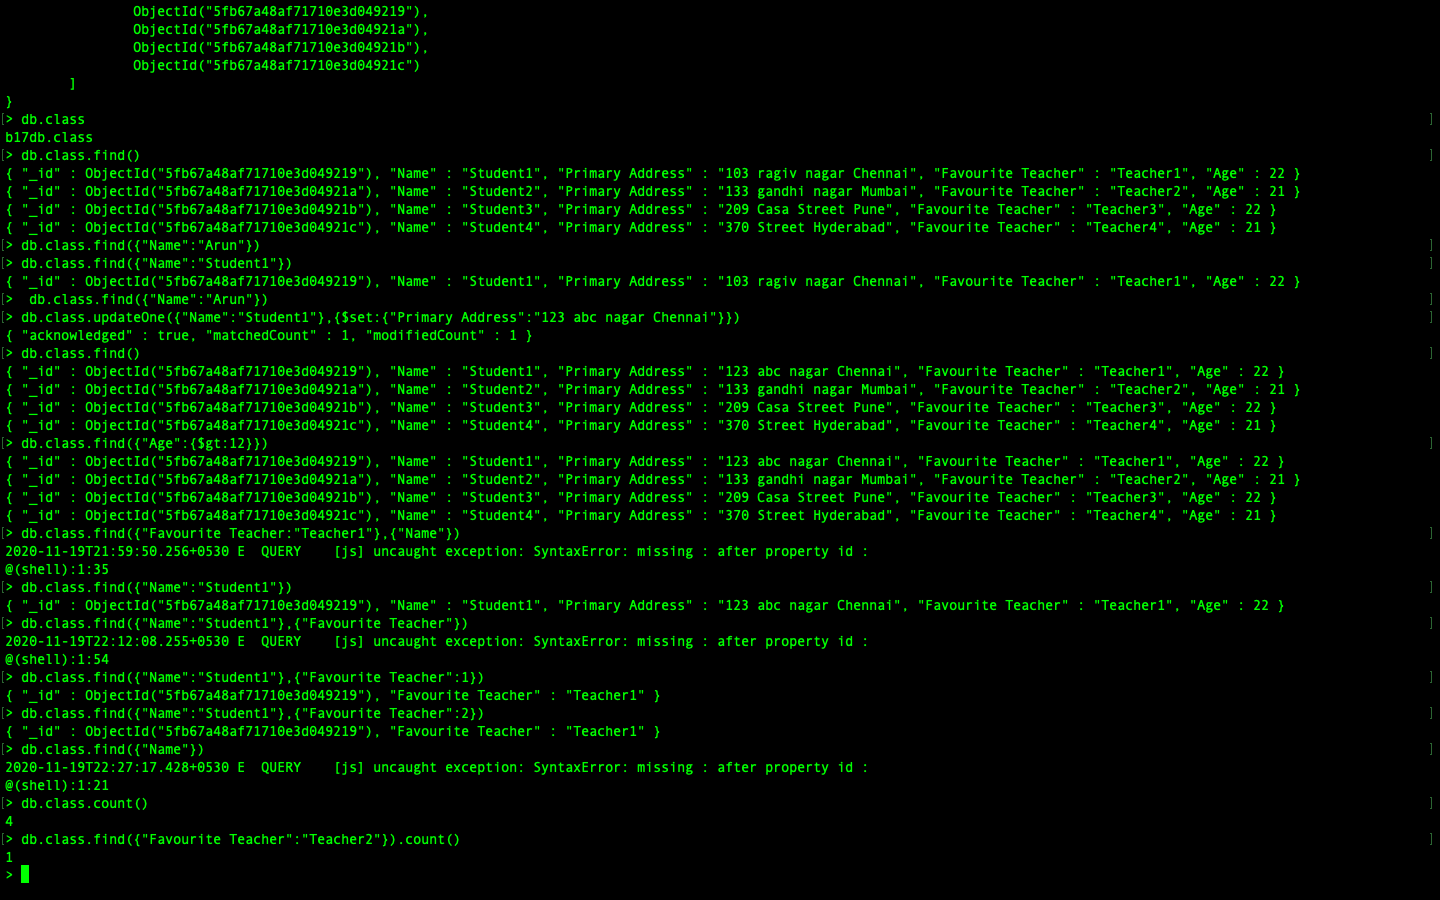 ObjectId("5fb67a48af71710e3d049219"),
ObjectId("5fb67a48af71710e3d04921a"),
ObjectId("5fb67a48af71710e3d04921b"),
ObjectId("5fb67a48af71710e3d04921c")
]
}
[> db.class ]
b17db.class
[> db.class.find() ]
{ "_id" : ObjectId("5fb67a48af71710e3d049219"), "Name" : "Student1", "Primary Address" : "103 ragiv nagar Chennai", "Favourite Teacher" : "Teacher1", "Age" : 22 }
{ "_id" : ObjectId("5fb67a48af71710e3d04921a"), "Name" : "Student2", "Primary Address" : "133 gandhi nagar Mumbai", "Favourite Teacher" : "Teacher2", "Age" : 21 }
{ "_id" : ObjectId("5fb67a48af71710e3d04921b"), "Name" : "Student3", "Primary Address" : "209 Casa Street Pune", "Favourite Teacher" : "Teacher3", "Age" : 22 }
{ "_id" : ObjectId("5fb67a48af71710e3d04921c"), "Name" : "Student4", "Primary Address" : "370 Street Hyderabad", "Favourite Teacher" : "Teacher4", "Age" : 21 }
[> db.class.find({"Name":"Arun"}) ]
[> db.class.find({"Name":"Student1"}) ]
{ "_id" : ObjectId("5fb67a48af71710e3d049219"), "Name" : "Student1", "Primary Address" : "103 ragiv nagar Chennai", "Favourite Teacher" : "Teacher1", "Age" : 22 }
[>  db.class.find({"Name":"Arun"}) ]
[> db.class.updateOne({"Name":"Student1"},{$set:{"Primary Address":"123 abc nagar Chennai"}}) ]
{ "acknowledged" : true, "matchedCount" : 1, "modifiedCount" : 1 }
[> db.class.find() ]
{ "_id" : ObjectId("5fb67a48af71710e3d049219"), "Name" : "Student1", "Primary Address" : "123 abc nagar Chennai", "Favourite Teacher" : "Teacher1", "Age" : 22 }
{ "_id" : ObjectId("5fb67a48af71710e3d04921a"), "Name" : "Student2", "Primary Address" : "133 gandhi nagar Mumbai", "Favourite Teacher" : "Teacher2", "Age" : 21 }
{ "_id" : ObjectId("5fb67a48af71710e3d04921b"), "Name" : "Student3", "Primary Address" : "209 Casa Street Pune", "Favourite Teacher" : "Teacher3", "Age" : 22 }
{ "_id" : ObjectId("5fb67a48af71710e3d04921c"), "Name" : "Student4", "Primary Address" : "370 Street Hyderabad", "Favourite Teacher" : "Teacher4", "Age" : 21 }
[> db.class.find({"Age":{$gt:12}}) ]
{ "_id" : ObjectId("5fb67a48af71710e3d049219"), "Name" : "Student1", "Primary Address" : "123 abc nagar Chennai", "Favourite Teacher" : "Teacher1", "Age" : 22 }
{ "_id" : ObjectId("5fb67a48af71710e3d04921a"), "Name" : "Student2", "Primary Address" : "133 gandhi nagar Mumbai", "Favourite Teacher" : "Teacher2", "Age" : 21 }
{ "_id" : ObjectId("5fb67a48af71710e3d04921b"), "Name" : "Student3", "Primary Address" : "209 Casa Street Pune", "Favourite Teacher" : "Teacher3", "Age" : 22 }
{ "_id" : ObjectId("5fb67a48af71710e3d04921c"), "Name" : "Student4", "Primary Address" : "370 Street Hyderabad", "Favourite Teacher" : "Teacher4", "Age" : 21 }
[> db.class.find({"Favourite Teacher:"Teacher1"},{"Name"}) ]
2020-11-19T21:59:50.256+0530 E  QUERY    [js] uncaught exception: SyntaxError: missing : after property id :
@(shell):1:35
[> db.class.find({"Name":"Student1"}) ]
{ "_id" : ObjectId("5fb67a48af71710e3d049219"), "Name" : "Student1", "Primary Address" : "123 abc nagar Chennai", "Favourite Teacher" : "Teacher1", "Age" : 22 }
[> db.class.find({"Name":"Student1"},{"Favourite Teacher"}) ]
2020-11-19T22:12:08.255+0530 E  QUERY    [js] uncaught exception: SyntaxError: missing : after property id :
@(shell):1:54
[> db.class.find({"Name":"Student1"},{"Favourite Teacher":1}) ]
{ "_id" : ObjectId("5fb67a48af71710e3d049219"), "Favourite Teacher" : "Teacher1" }
[> db.class.find({"Name":"Student1"},{"Favourite Teacher":2}) ]
{ "_id" : ObjectId("5fb67a48af71710e3d049219"), "Favourite Teacher" : "Teacher1" }
[> db.class.find({"Name"}) ]
2020-11-19T22:27:17.428+0530 E  QUERY    [js] uncaught exception: SyntaxError: missing : after property id :
@(shell):1:21
[> db.class.count() ]
4
[> db.class.find({"Favourite Teacher":"Teacher2"}).count() ]
1
>